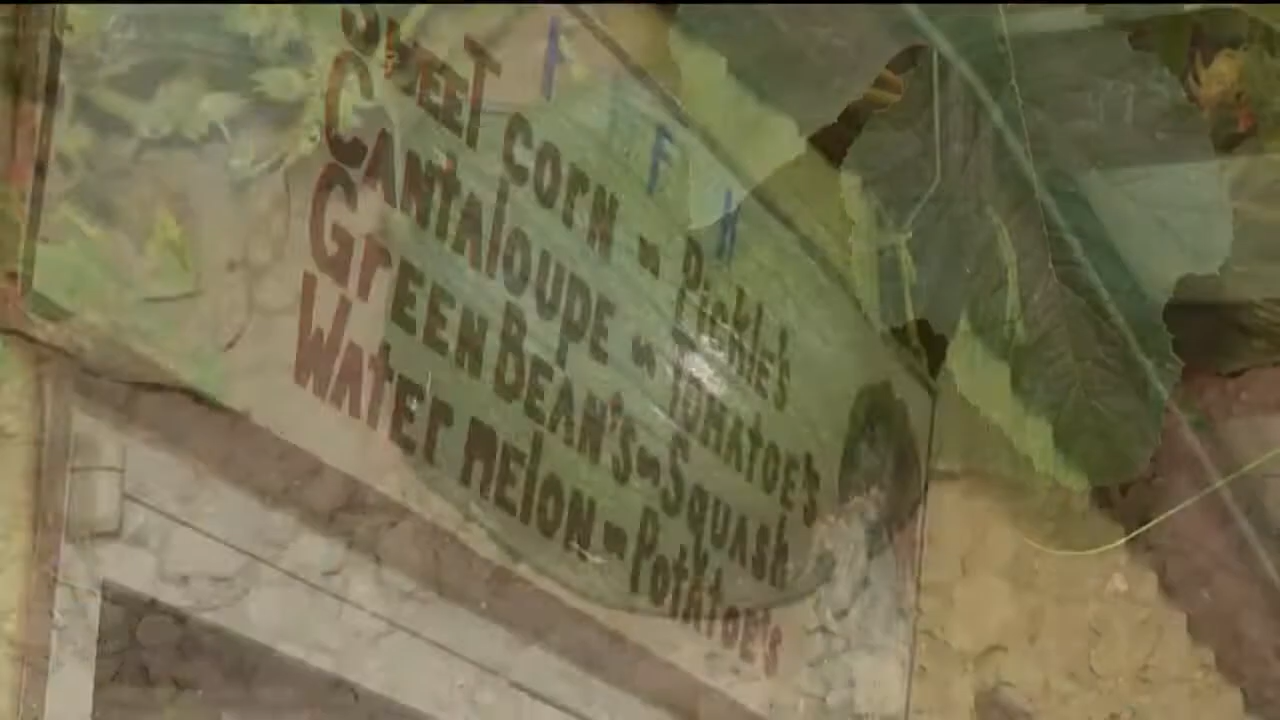 SWEET CORN - Pickle's
CANTALOUPE - TOMATOE'S
GrEEN BEAN'S - SQUASh
WATEr MELON - PoTATOE's